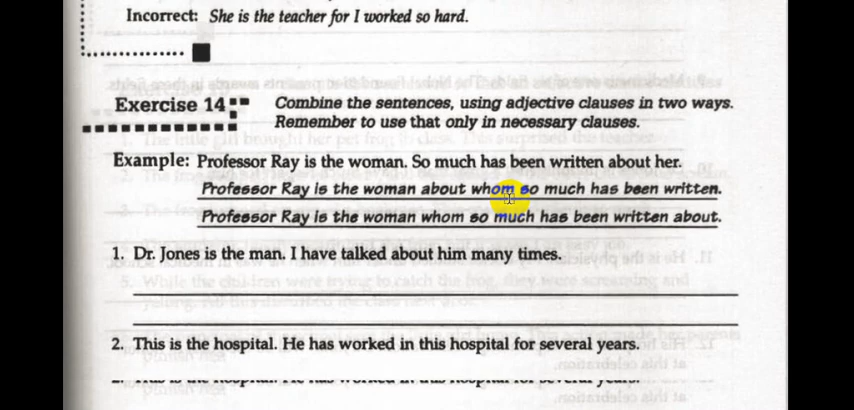 Incorrect: She is the teacher for I worked so hard.
Exercise 14
Combine the sentences, using adjective clauses in two ways.
Remember to use that only in necessary clauses.
Example: Professor Ray is the woman. So much has been written about her.
Professor Ray is the woman about whom so much has been written.
Professor Ray is the woman whom so much has been written about.
1. Dr. Jones is the man. I have talked about him many times.
2. This is the hospital. He has worked in this hospital for several years.